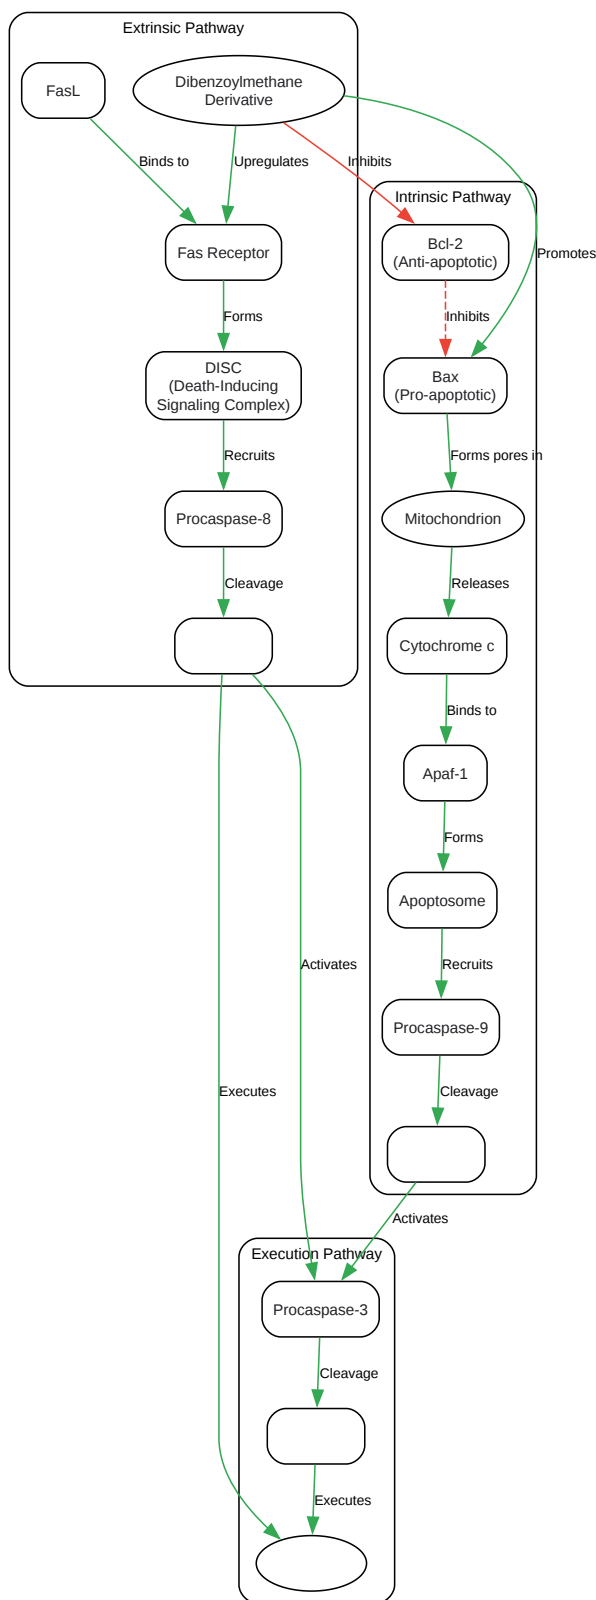 Extrinsic Pathway
FasL
Dibenzoylmethane
Derivative
Binds to
Upregulates
Inhibits
Fas Receptor
Forms
DISC
(Death-Inducing
Signaling Complex)
Recruits
Procaspase-8
Cleavage
Intrinsic Pathway
Bcl-2
(Anti-apoptotic)
Promotes
Inhibits
Bax
(Pro-apoptotic)
Forms pores in
Mitochondrion
Releases
Cytochrome c
Binds to
Apaf-1
Forms
Apoptosome
Recruits
Procaspase-9
Cleavage
Activates
Executes
Activates
Execution Pathway
Procaspase-3
Cleavage
Executes